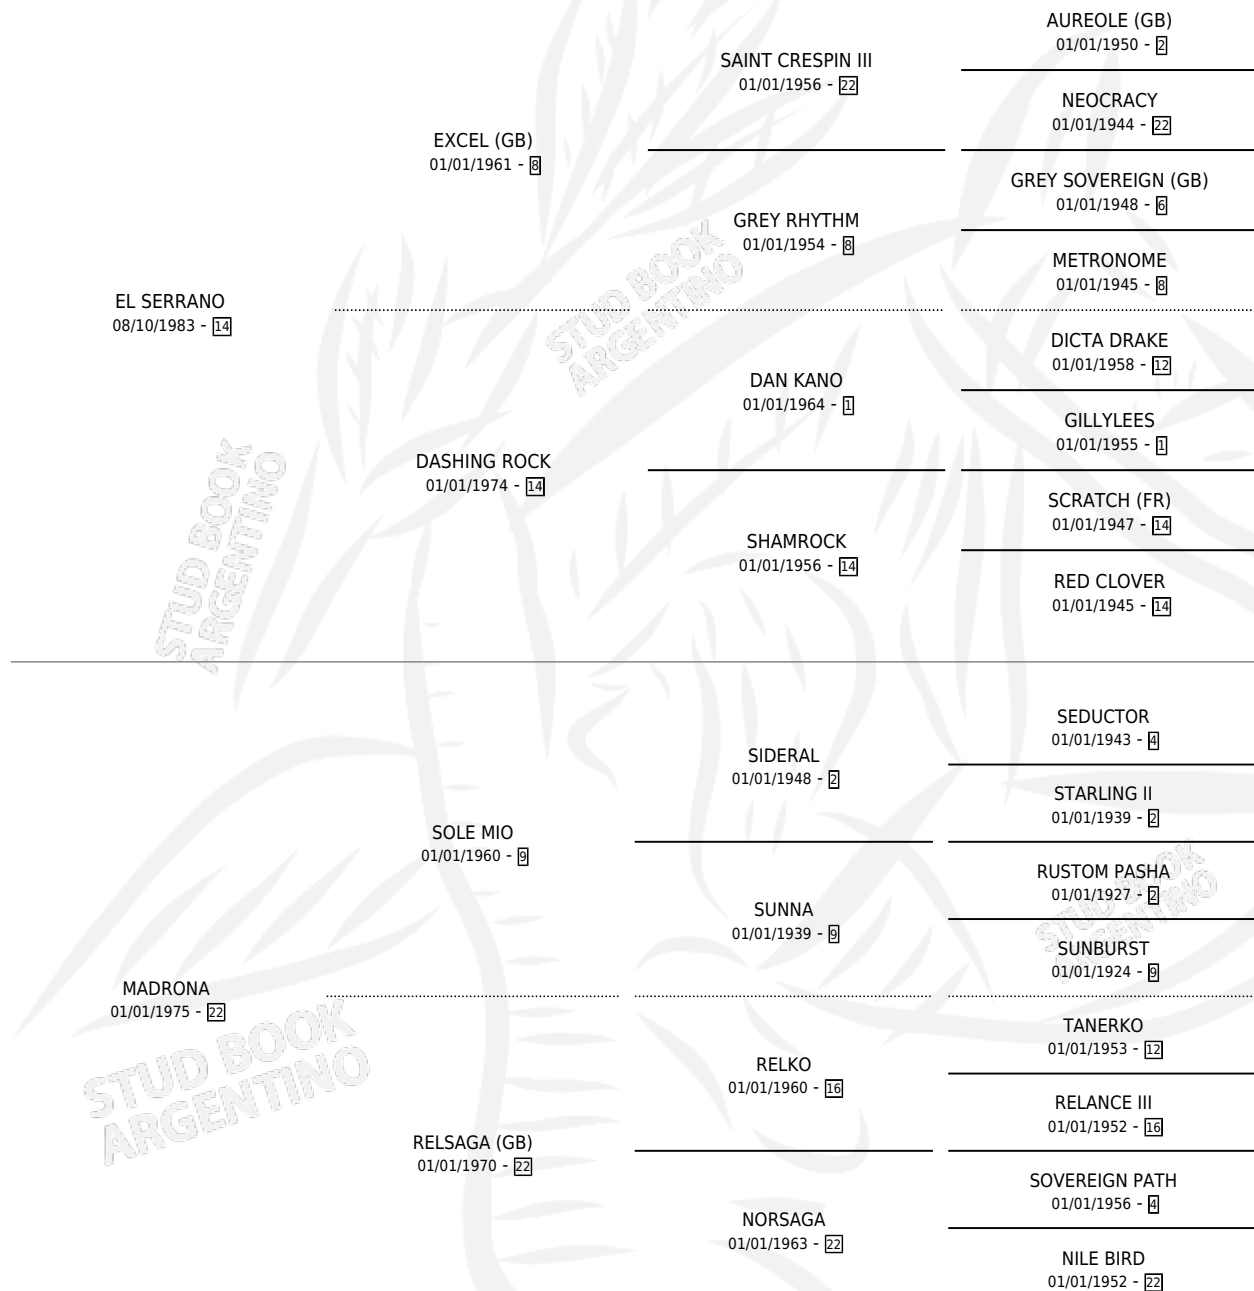 AUREOLE (GB)
01/01/1950 - 2
SAINT CRESPIN III
01/01/1956 - 22
NEOCRACY
01/01/1944 - 22
EXCEL (GB)
01/01/1961 - 8
GREY SOVEREIGN (GB)
01/01/1948 - 6
GREY RHYTHM
01/01/1954 - 8
METRONOME
01/01/1945 - 8
EL SERRANO
08/10/1983 - 14
DICTA DRAKE
01/01/1958 - 12
DAN KANO
01/01/1964 - 1
GILLYLEES
01/01/1955 - 1
DASHING ROCK
01/01/1974 - 14
SCRATCH (FR)
01/01/1947 - 14
SHAMROCK
01/01/1956 - 14
RED CLOVER
01/01/1945 - 14
SEDUCTOR
01/01/1943 - 4
SIDERAL
01/01/1948 - 2
STARLING II
01/01/1939 - 2
SOLE MIO
01/01/1960 - 9
RUSTOM PASHA
01/01/1927 - 2
SUNNA
01/01/1939 - 9
SUNBURST
01/01/1924 - 9
MADRONA
01/01/1975 - 22
TANERKO
01/01/1953 - 12
RELKO
01/01/1960 - 16
RELANCE III
01/01/1952 - 16
RELSAGA (GB)
01/01/1970 - 22
SOVEREIGN PATH
01/01/1956 - 4
NORSAGA
01/01/1963 - 22
NILE BIRD
01/01/1952 - 22
STUD BOOK
ARGENTINO
STUD BOOK
ARGENTINO
STUD BOOK
ARGENTINO
STUD BOOK
ARGENTINO